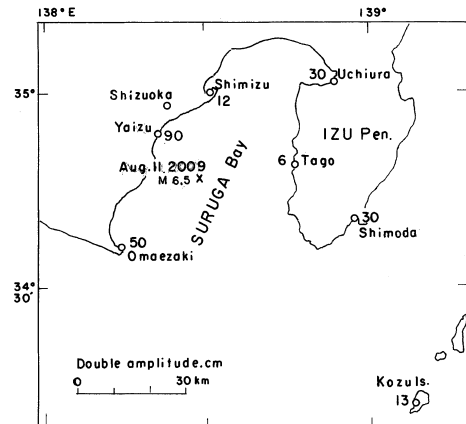 138° E
139°
Shimizu
30
Uchiura
35°
Shizuoka
12
Yaizu
90
IZU Pen.
Aug. 11 2009
6
Tago
M 6.5 X
SURUGA Bay
30
Shimoda
50
Omaezaki
34°
30'
Double amplitude. cm
0
30 km
Kozu Is.
13